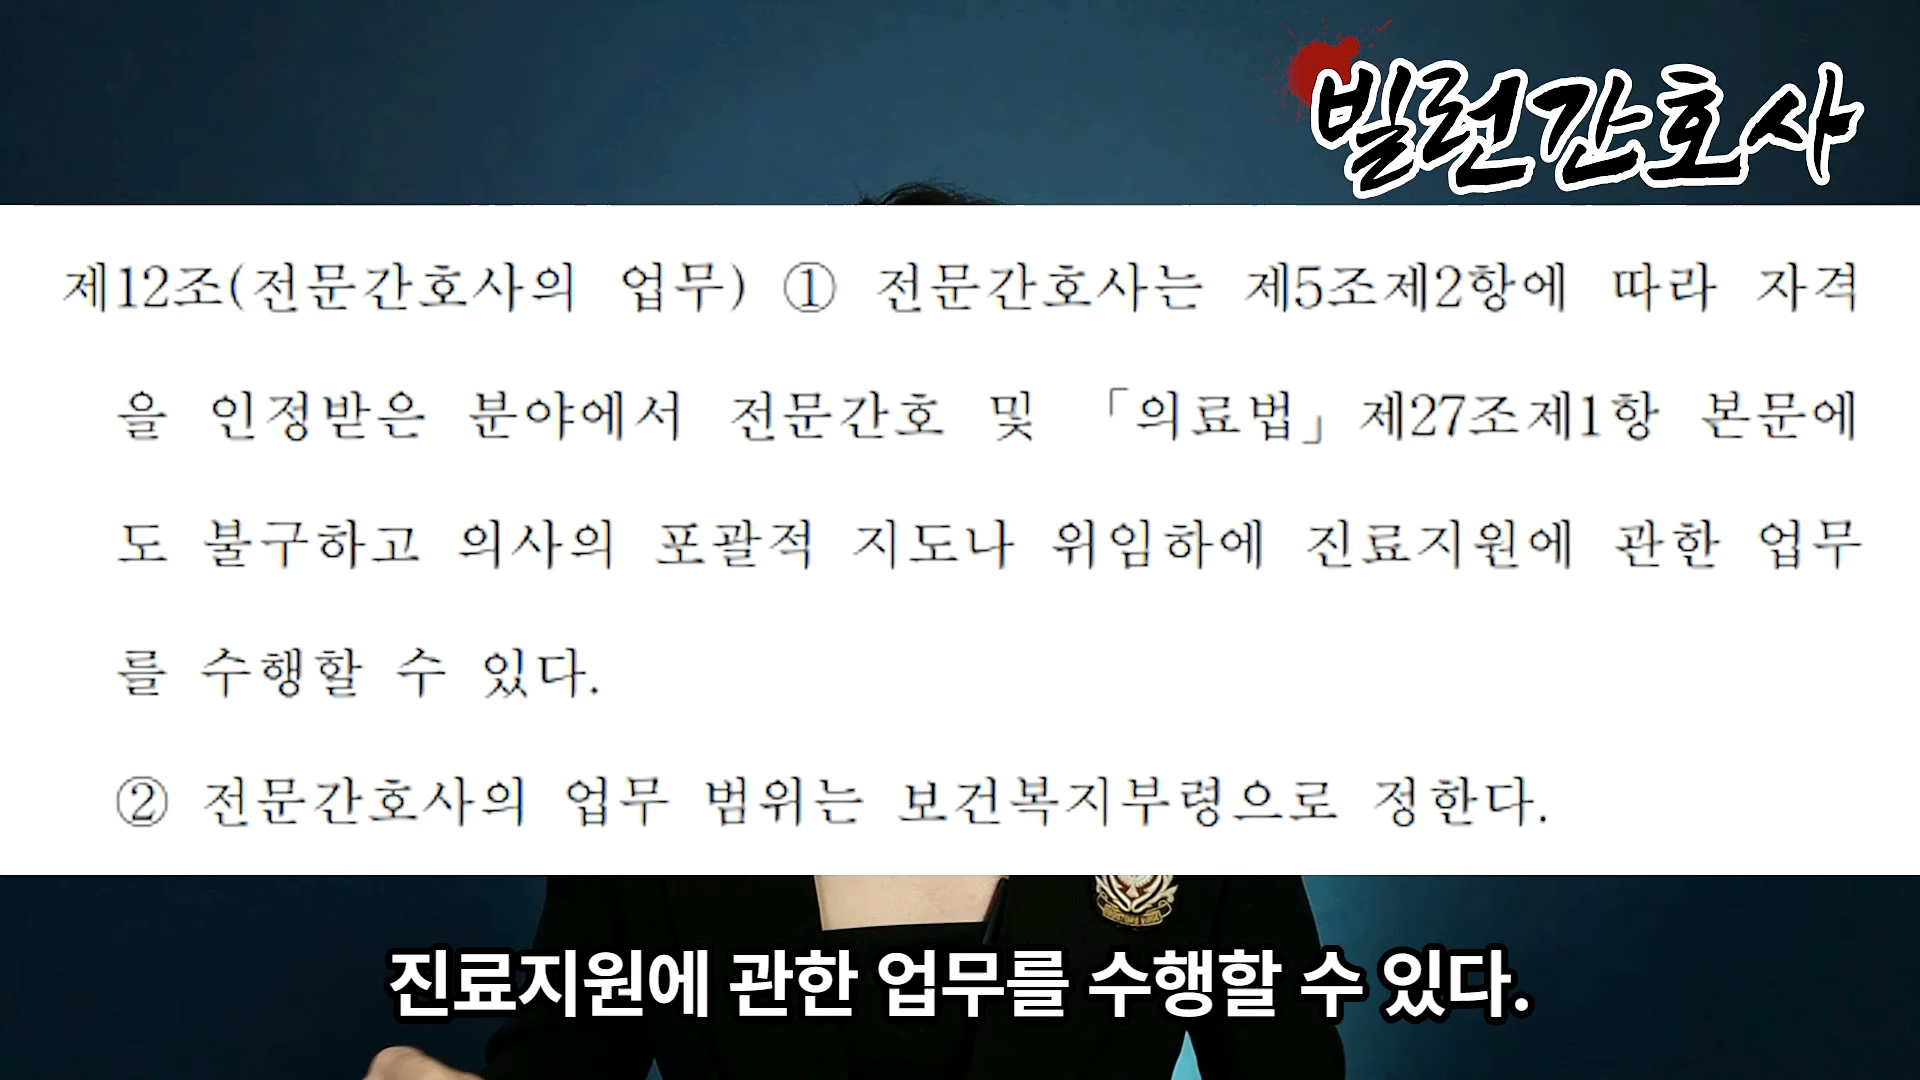 빌런간호사
제12조(전문간호사의 업무) ① 전문간호사는 제5조제2항에 따라 자격
을 인정받은 분야에서 전문간호 및 「의료법」제27조제1항 본문에
도 불구하고 의사의 포괄적 지도나 위임하에 진료지원에 관한 업무
를 수행할 수 있다.
② 전문간호사의 업무 범위는 보건복지부령으로 정한다.
진료지원에 관한 업무를 수행할 수 있다.